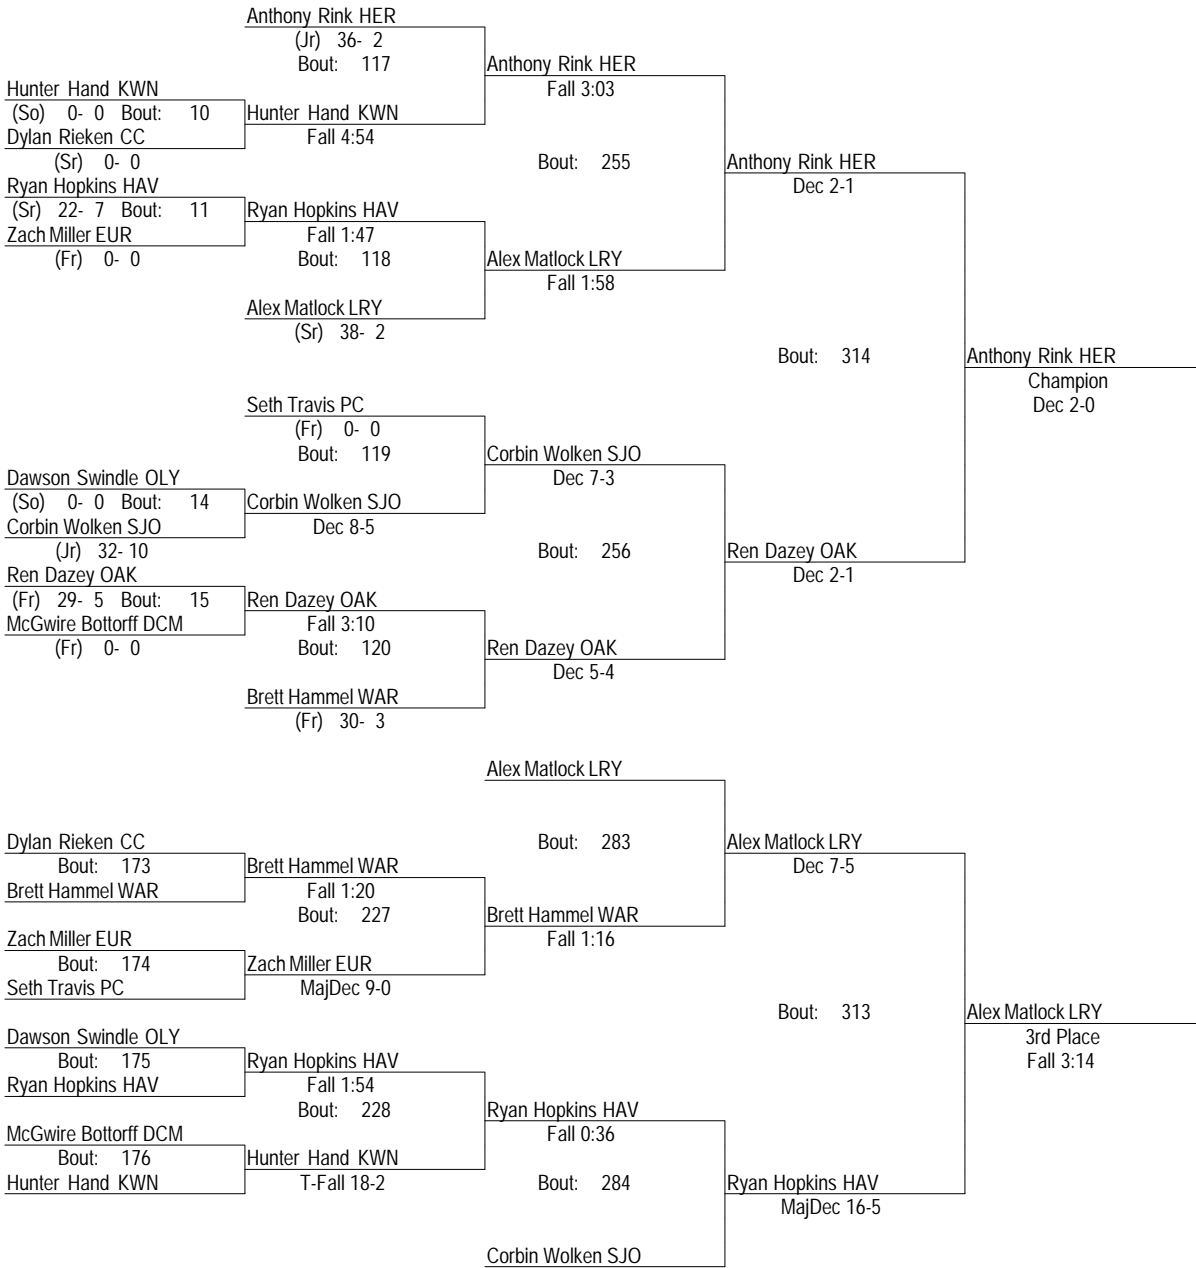 Anthony Rink HER
(Jr) 36- 2
Bout: 117
Anthony Rink HER
Fall 3:03
Hunter Hand KWN
(So) 0- 0 Bout: 10
Hunter Hand KWN
Fall 4:54
Dylan Rieken CC
(Sr) 0- 0
Bout: 255
Anthony Rink HER
Dec 2-1
Ryan Hopkins HAV
(Sr) 22- 7 Bout: 11
Ryan Hopkins HAV
Fall 1:47
Zach Miller EUR
(Fr) 0- 0
Bout: 118
Alex Matlock LRY
Fall 1:58
Alex Matlock LRY
(Sr) 38- 2
Bout: 314
Anthony Rink HER
Champion
Dec 2-0
Seth Travis PC
(Fr) 0- 0
Bout: 119
Corbin Wolken SJO
Dec 7-3
Dawson Swindle OLY
(So) 0- 0 Bout: 14
Corbin Wolken SJO
Dec 8-5
Corbin Wolken SJO
(Jr) 32- 10
Bout: 256
Ren Dazey OAK
Dec 2-1
Ren Dazey OAK
(Fr) 29- 5 Bout: 15
Ren Dazey OAK
Fall 3:10
McGwire Bottorff DCM
(Fr) 0- 0
Bout: 120
Ren Dazey OAK
Dec 5-4
Brett Hammel WAR
(Fr) 30- 3
Alex Matlock LRY
Bout: 283
Alex Matlock LRY
Dec 7-5
Dylan Rieken CC
Bout: 173
Brett Hammel WAR
Fall 1:20
Brett Hammel WAR
Bout: 227
Brett Hammel WAR
Fall 1:16
Zach Miller EUR
Bout: 174
Zach Miller EUR
MajDec 9-0
Seth Travis PC
Bout: 313
Alex Matlock LRY
3rd Place
Fall 3:14
Dawson Swindle OLY
Bout: 175
Ryan Hopkins HAV
Fall 1:54
Ryan Hopkins HAV
Bout: 228
Ryan Hopkins HAV
Fall 0:36
McGwire Bottorff DCM
Bout: 176
Hunter Hand KWN
T-Fall 18-2
Hunter Hand KWN
Bout: 284
Ryan Hopkins HAV
MajDec 16-5
Corbin Wolken SJO